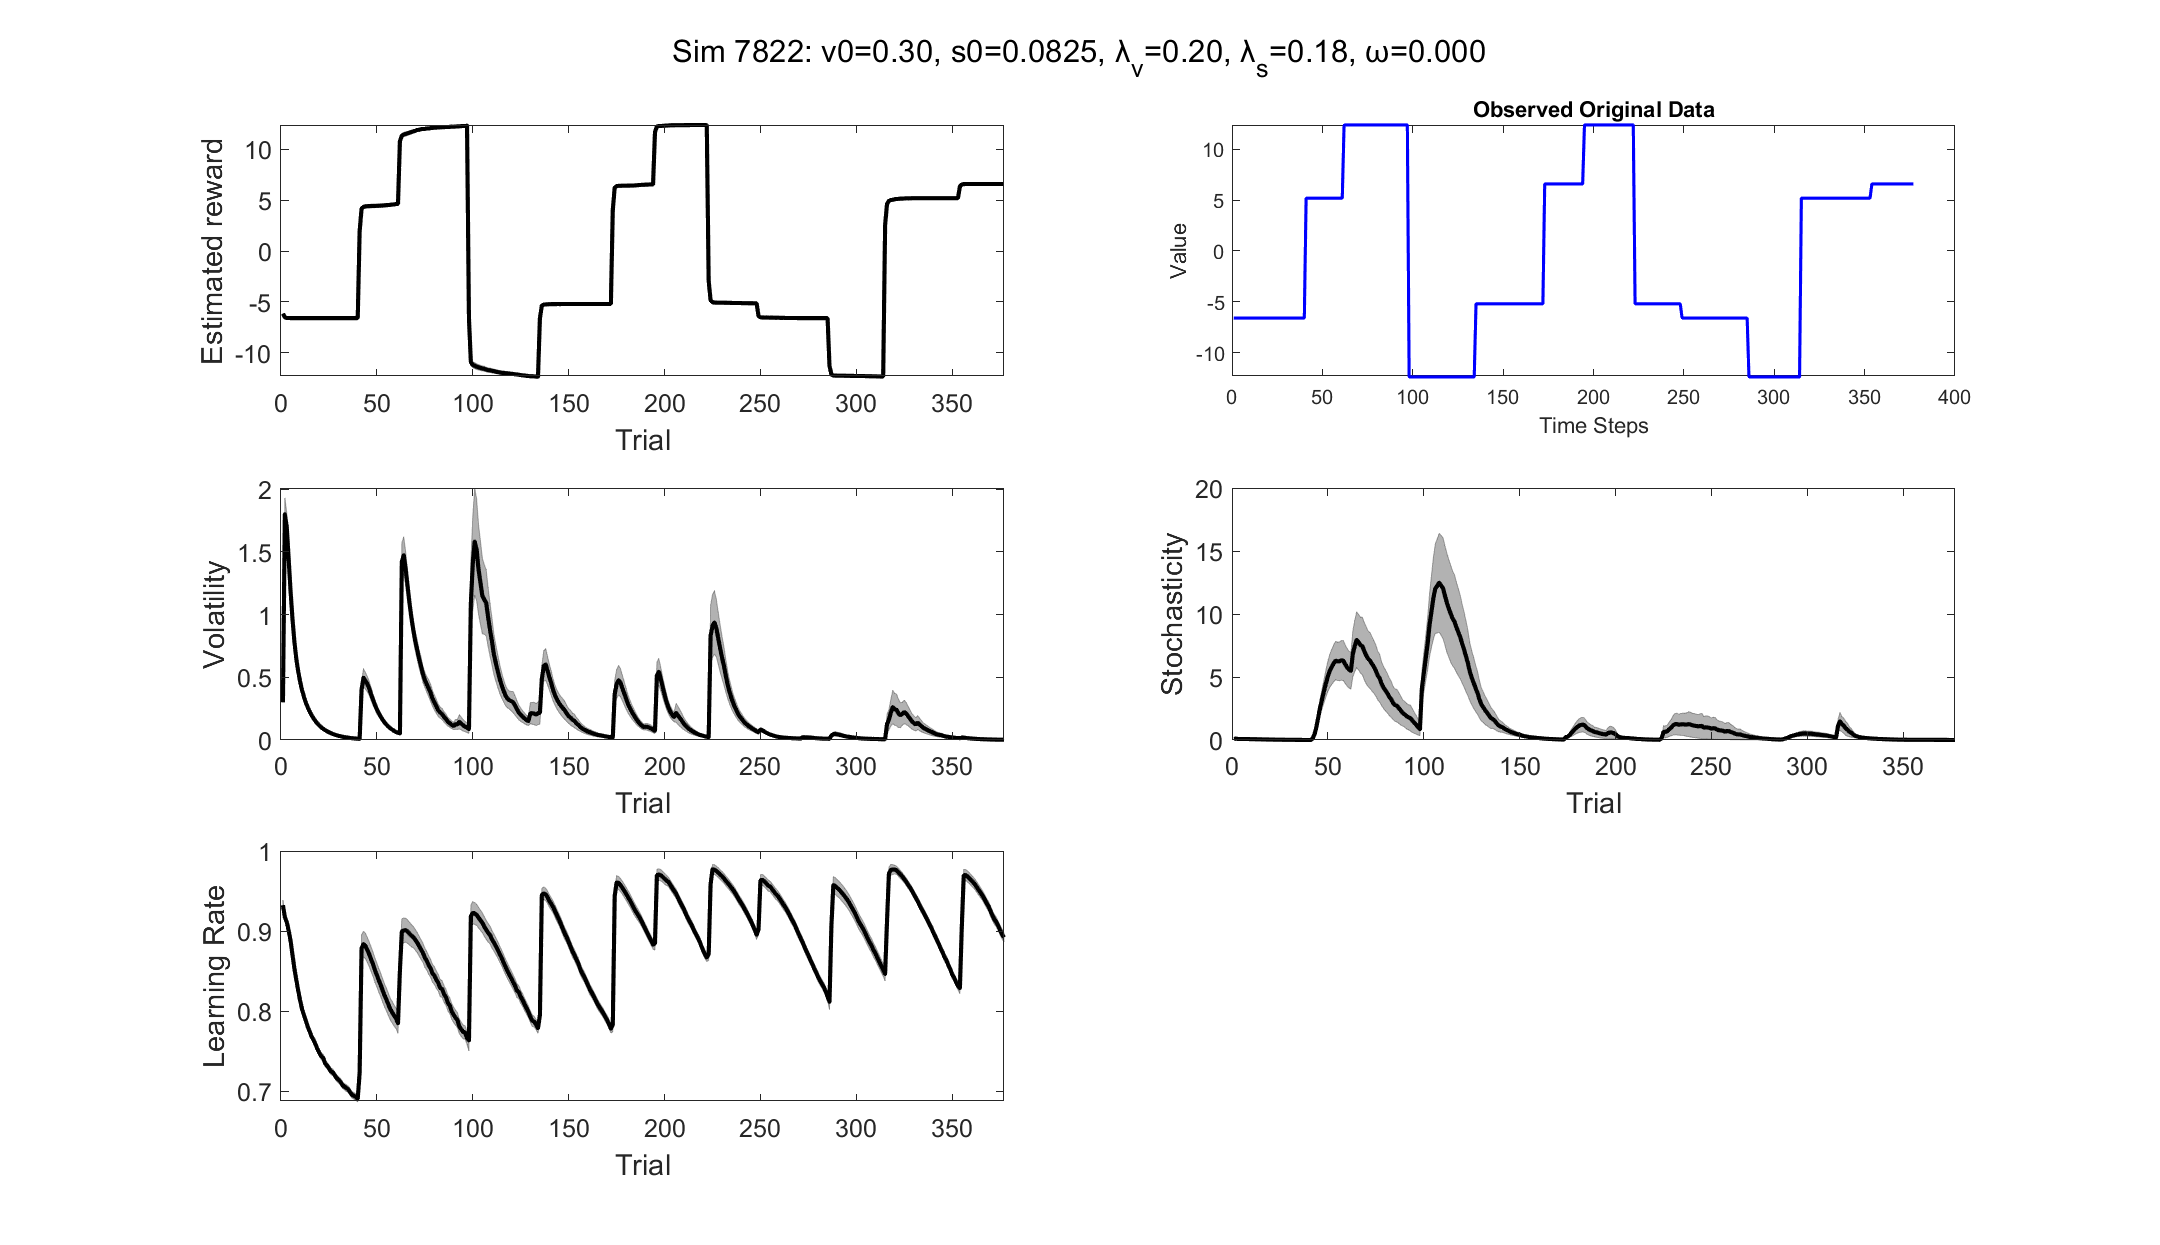 Sim 7822: v0=0.30, s0=0.0825, λ_v=0.20, λ_s=0.18, ω=0.000
Estimated reward
10
5
0
-5
-10
0 50 100 150 200 250 300 350
Trial
Observed Original Data
Value
10
5
0
-5
-10
0 50 100 150 200 250 300 350 400
Time Steps
Volatility
2
1.5
1
0.5
0
0 50 100 150 200 250 300 350
Trial
Stochasticity
20
15
10
5
0
0 50 100 150 200 250 300 350
Trial
Learning Rate
1
0.9
0.8
0.7
0 50 100 150 200 250 300 350
Trial